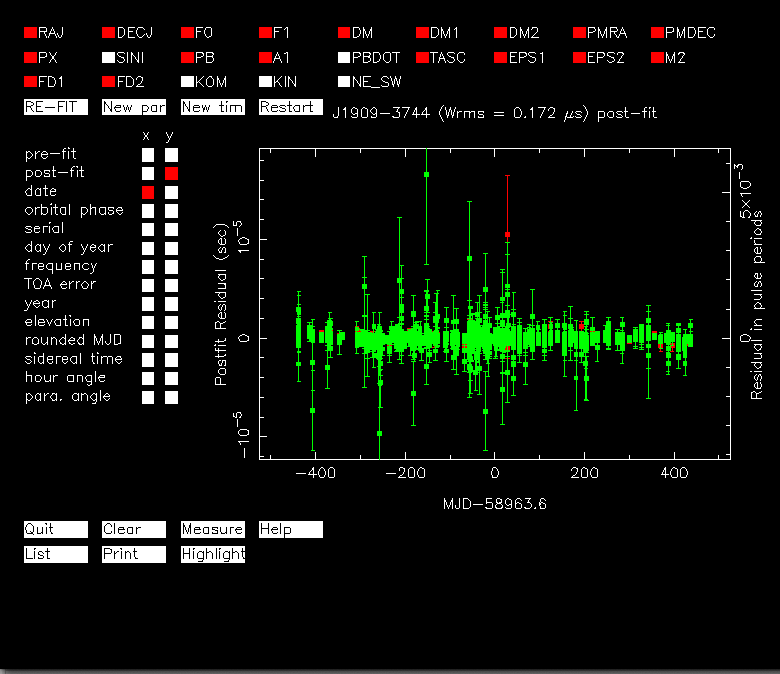 RAJ DECJ F0 F1 DM DM1 DM2 PMRA PMDEC
PX SINI PB A1 PBDOT TASC EPS1 EPS2 M2
FD1 FD2 KOM KIN NE_SW
RE-FIT New par New tim Restart J1909-3744 (Wrms = 0.172 μs) post-fit
x y
pre-fit
post-fit
date
orbital phase
serial
day of year
frequency
TOA error
year
elevation
rounded MJD
sidereal time
hour angle
para. angle
Postfit Residual (sec)
10^-5
0
-10^-5
5×10^-3
0
Residual in pulse periods
-400 -200 0 200 400
MJD-58963.6
Quit Clear Measure Help
List Print Highlight